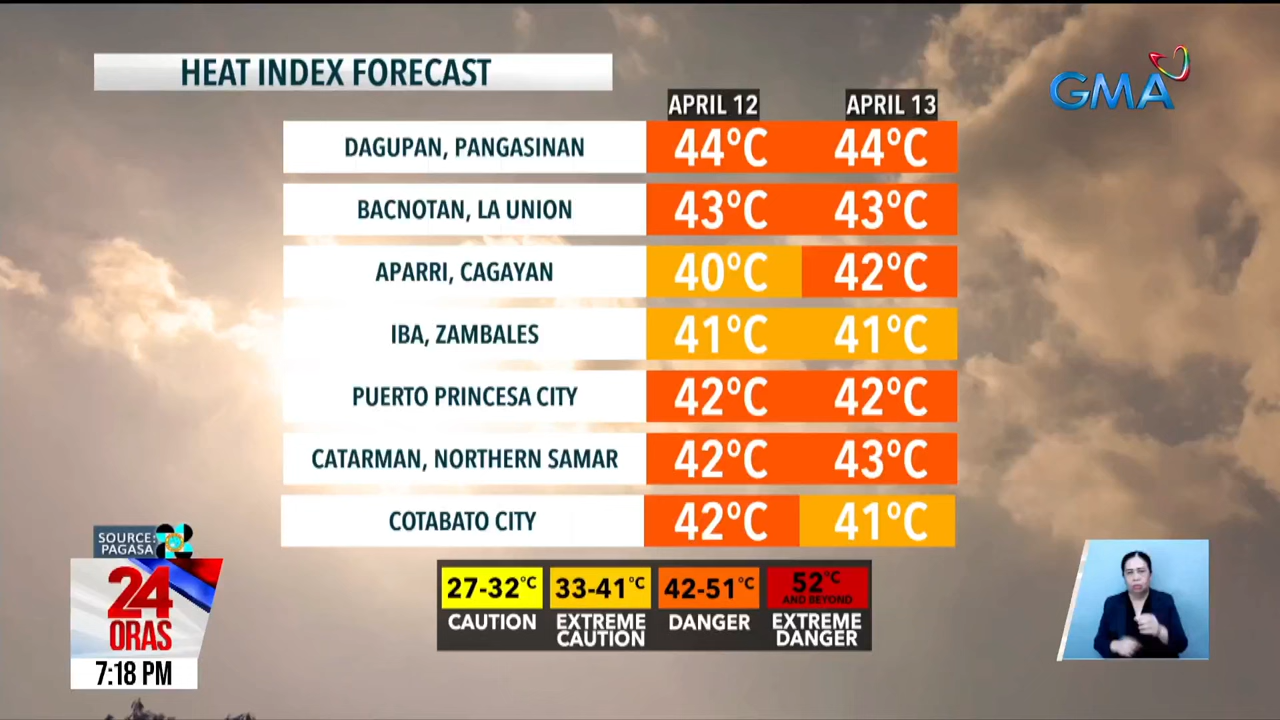 HEAT INDEX FORECAST
GMA
APRIL 12 APRIL 13
DAGUPAN, PANGASINAN 44°C 44°C
BACNOTAN, LA UNION 43°C 43°C
APARRI, CAGAYAN 40°C 42°C
IBA, ZAMBALES 41°C 41°C
PUERTO PRINCESA CITY 42°C 42°C
CATARMAN, NORTHERN SAMAR 42°C 43°C
COTABATO CITY 42°C 41°C
SOURCE:
PAGASA
24
ORAS
7:18 PM
27-32°C 33-41°C 42-51°C 52°C
AND BEYOND
CAUTION EXTREME DANGER EXTREME
CAUTION DANGER